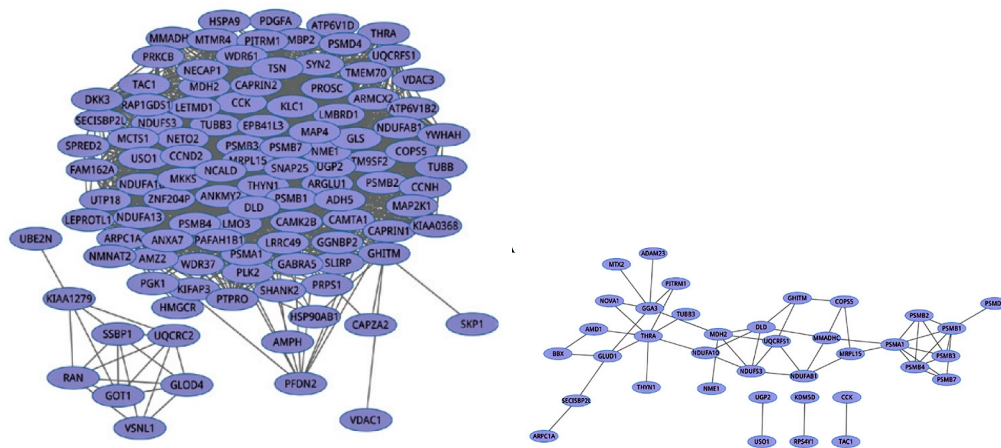 HSPA9 PDGFA ATP6V1D
MMADH MTMR4 PITRM1 MBP2 PSMD4 THRA
PRKCB WDR61 SYN2 UQCRFS1
NECAP1 TSN TMEM70 VDAC3
TAC1 MDH2 CAPRIN2 PROSC
DKK3 RAP1GDS1 LETMD1 CCK KLC1 ARMCX2 ATP6V1B2
SECISBP2L NDUFS3 TUBB3 EPB41L3 LMBRD1 NDUFAB1
MCTS1 NETO2 MAP4 GLS YWHAH
SPRED2 USO1 CCND2 PSMB3 PSMB7 NME1 COPS5
MRPL15 SNAP25 UGP2 TM9SF2 TUBB
FAM162A MKKS NCALD
NDUFA10 THYN1 ARGLU1 PSMB2 CCNH
UTP18 ZNF204P ANKMY2 PSMB1 ADH5 MAP2K1
DLD
LEPROTL1 NDUFA13 PSMB4 LMO3 CAMK2B CAMTA1 CAPRIN1 KIAA0368
UBE2N ARPC1A ANXA7 PAFAH1B1 LRRC49 GGNBP2 GHITM
NMNAT2 AMZ2 WDR37 PSMA1 GABRA5 SLIRP
PLK2
PGK1 KIFAP3 PTPRO SHANK2 PRPS1
KIAA1279 HMGCR HSP90AB1
SSBP1 UQCRC2 AMPH CAPZA2 SKP1
RAN GLOD4 PFDN2
GOT1
VSNL1 VDAC1
ADAM23
MTX2
PITRM1
NOVA1 GGA3 TUBB3 GHITM COPS5
AMD1 THRA MDH2 DLD PSMB2 PSMB1 PSMD
UQCRFS1 MMADHC PSMA1
BBX GLUD1 NDUFA10 MRPL15 PSMB3
NDUFS3 NDUFAB1 PSMB4 PSMB7
THYN1 NME1
SECISBP2L UGP2 KDM5D CCK
ARPC1A USO1 RPS4Y1 TAC1